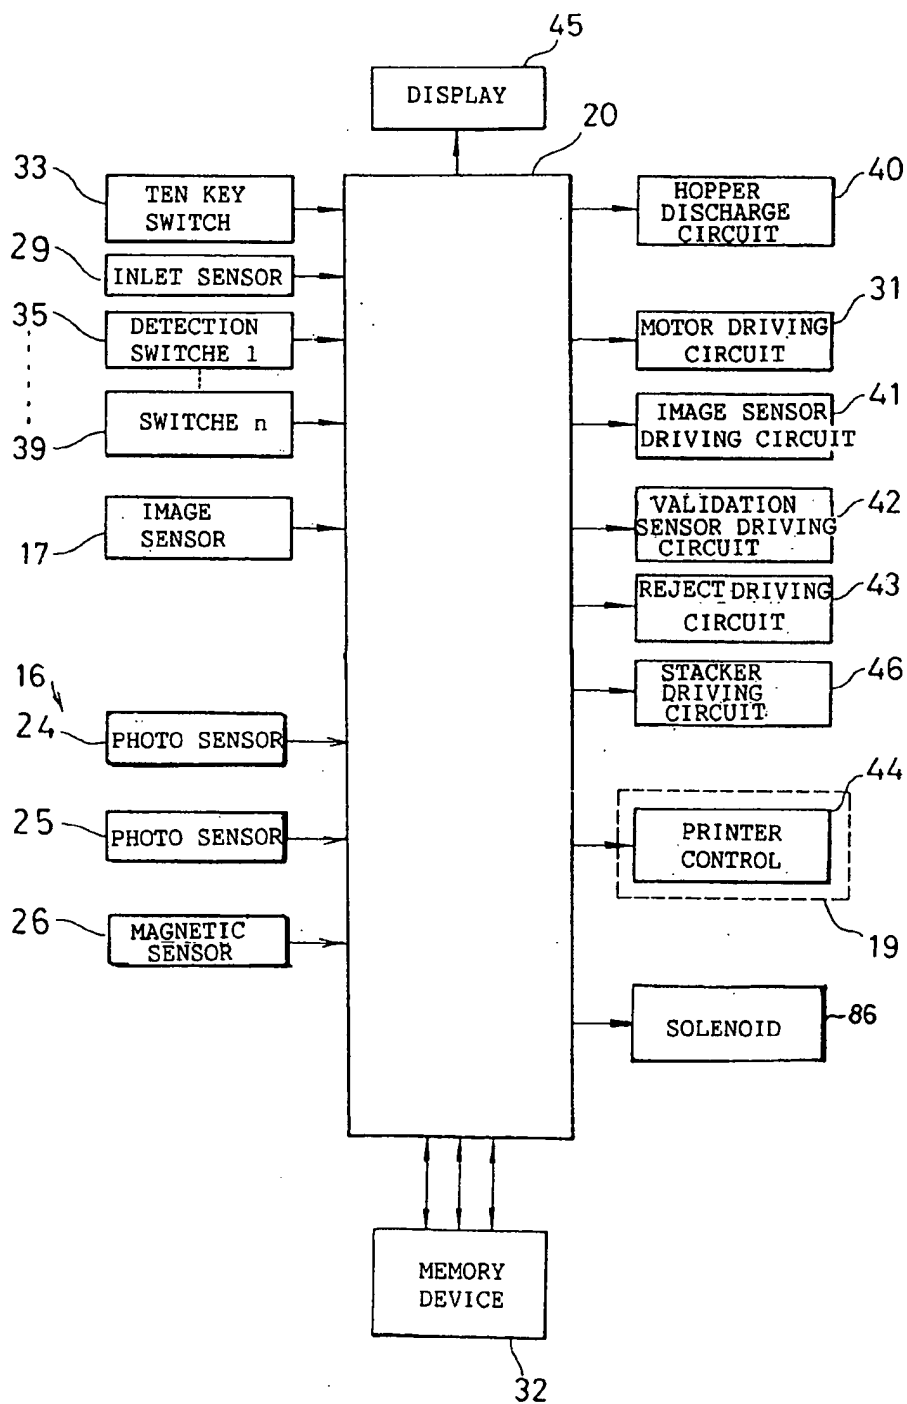 45
DISPLAY
20
33
TEN KEY
SWITCH
29
INLET SENSOR
35
DETECTION
SWITCHE 1
39
SWITCHE n
17
IMAGE
SENSOR
16
24
PHOTO SENSOR
25
PHOTO SENSOR
26
MAGNETIC
SENSOR
40
HOPPER
DISCHARGE
CIRCUIT
31
MOTOR DRIVING
CIRCUIT
41
IMAGE SENSOR
DRIVING CIRCUIT
42
VALIDATION
SENSOR DRIVING
CIRCUIT
43
REJECT DRIVING
CIRCUIT
46
STACKER
DRIVING
CIRCUIT
44
PRINTER
CONTROL
19
SOLENOID
86
MEMORY
DEVICE
32